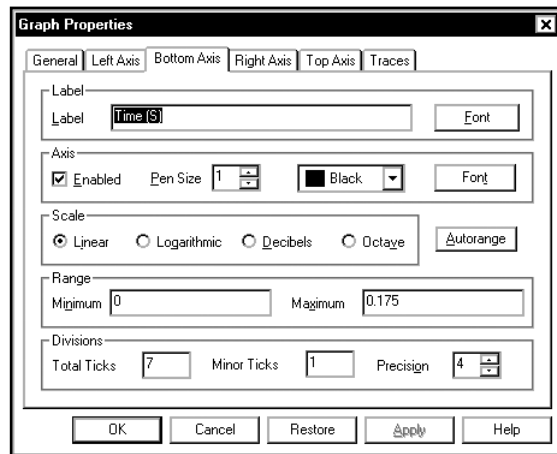 Graph Properties
General Left Axis Bottom Axis Right Axis Top Axis Traces
Label
Label Time (S) Font
Axis
Enabled Pen Size 1 Black Font
Scale
Linear Logarithmic Decibels Octave Autorange
Range
Minimum 0 Maximum 0.175
Divisions
Total Ticks 7 Minor Ticks 1 Precision 4
OK Cancel Restore Apply Help